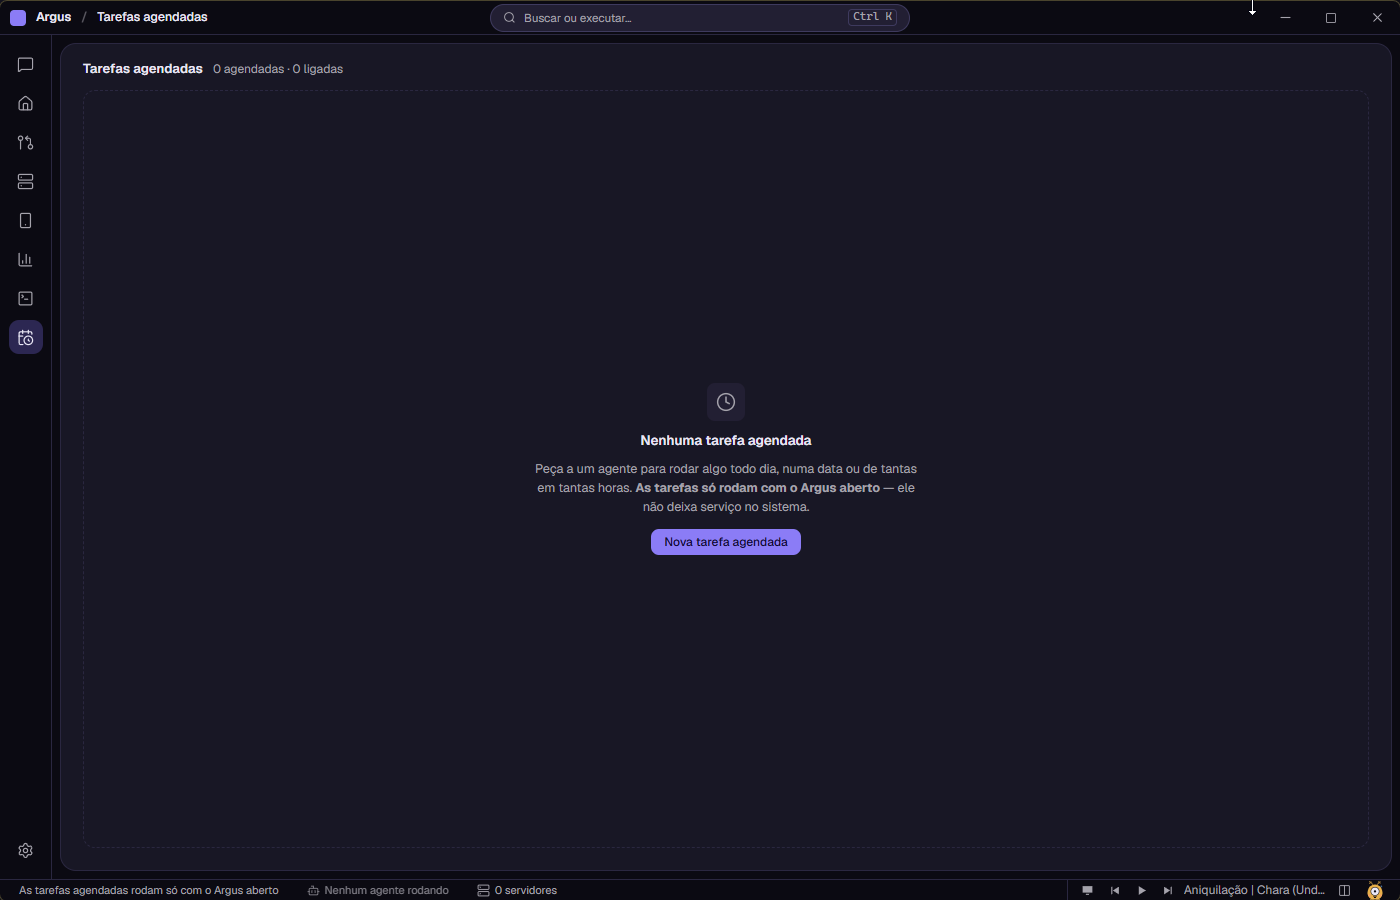 Argus / Tarefas agendadas
Buscar ou executar...
Ctrl K
Tarefas agendadas 0 agendadas · 0 ligadas
Nenhuma tarefa agendada
Peça a um agente para rodar algo todo dia, numa data ou de tantas
em tantas horas. As tarefas só rodam com o Argus aberto — ele
não deixa serviço no sistema.
Nova tarefa agendada
As tarefas agendadas rodam só com o Argus aberto
Nenhum agente rodando
0 servidores
Aniquilação | Chara (Und...